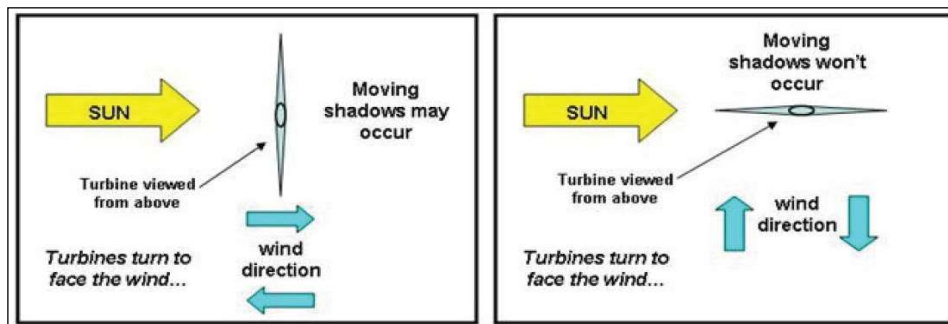 SUN
Moving
shadows may
occur
Turbine viewed
from above
wind
direction
Turbines turn to
face the wind...
Moving
shadows won't
occur
SUN
Turbine viewed
from above
wind
direction
Turbines turn to
face the wind...